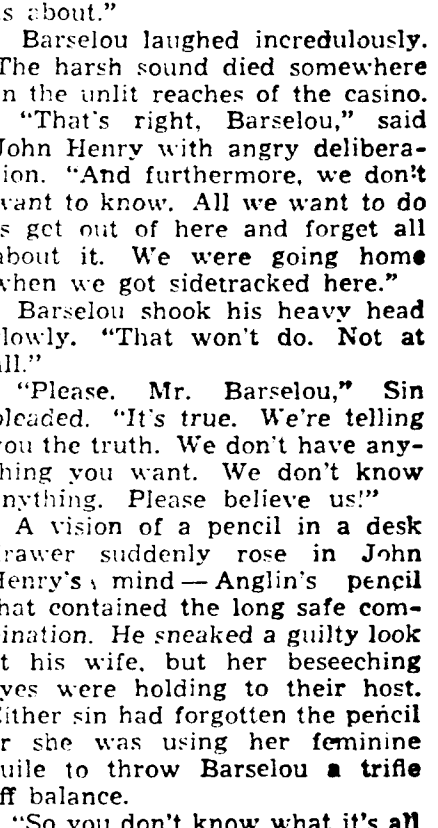 s about."
Barselou laughed incredulously.
The harsh sound died somewhere
n the unlit reaches of the casino.
"That's right, Barselou," said
John Henry with angry delibera-
ion. "And furthermore, we don't
want to know. All we want to do
s get out of here and forget all
about it. We were going home
when we got sidetracked here."
Barselou shook his heavy head
lowly. "That won't do. Not at
all."
"Please. Mr. Barselou," Sin
pleaded. "It's true. We're telling
you the truth. We don't have any-
hing you want. We don't know
anything. Please believe us!"
A vision of a pencil in a desk
rawer suddenly rose in John
Henry's mind — Anglin's pencil
hat contained the long safe com-
ination. He sneaked a guilty look
t his wife, but her beseeching
yes were holding to their host.
Either sin had forgotten the pencil
r she was using her feminine
uile to throw Barselou a trifle
ff balance.
"So you don't know what it's all